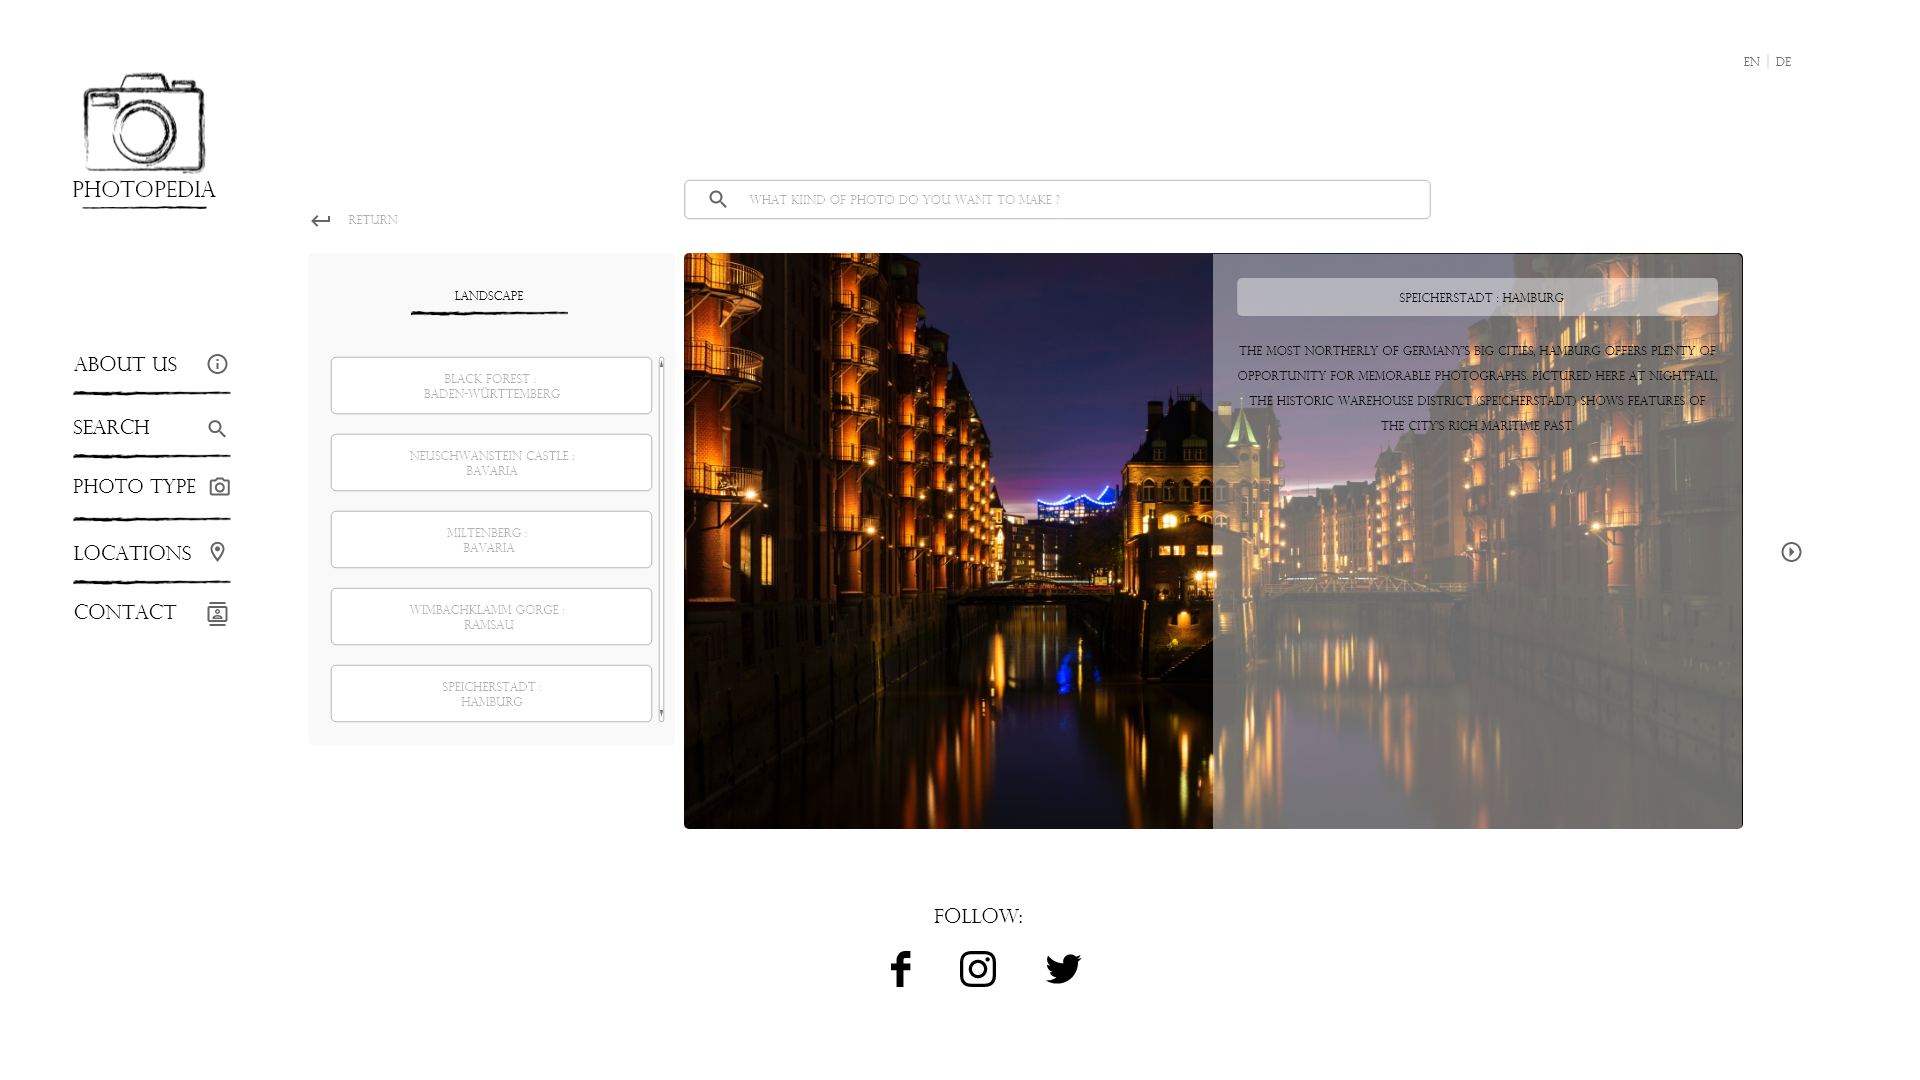 EN | DE
PHOTOPEDIA
WHAT KIIND OF PHOTO DO YOU WANT TO MAKE ?
RETURN
ABOUT US
SEARCH
PHOTO TYPE
LOCATIONS
CONTACT
LANDSCAPE
BLACK FOREST :
BADEN-WÜRTTEMBERG
NEUSCHWANSTEIN CASTLE :
BAVARIA
MILTENBERG :
BAVARIA
WIMBACHKLAMM GORGE :
RAMSAU
SPEICHERSTADT :
HAMBURG
SPEICHERSTADT : HAMBURG
THE MOST NORTHERLY OF GERMANY'S BIG CITIES, HAMBURG OFFERS PLENTY OF
OPPORTUNITY FOR MEMORABLE PHOTOGRAPHS. PICTURED HERE AT NIGHTFALL,
THE HISTORIC WAREHOUSE DISTRICT (SPEICHERSTADT) SHOWS FEATURES OF
THE CITY'S RICH MARITIME PAST.
FOLLOW: